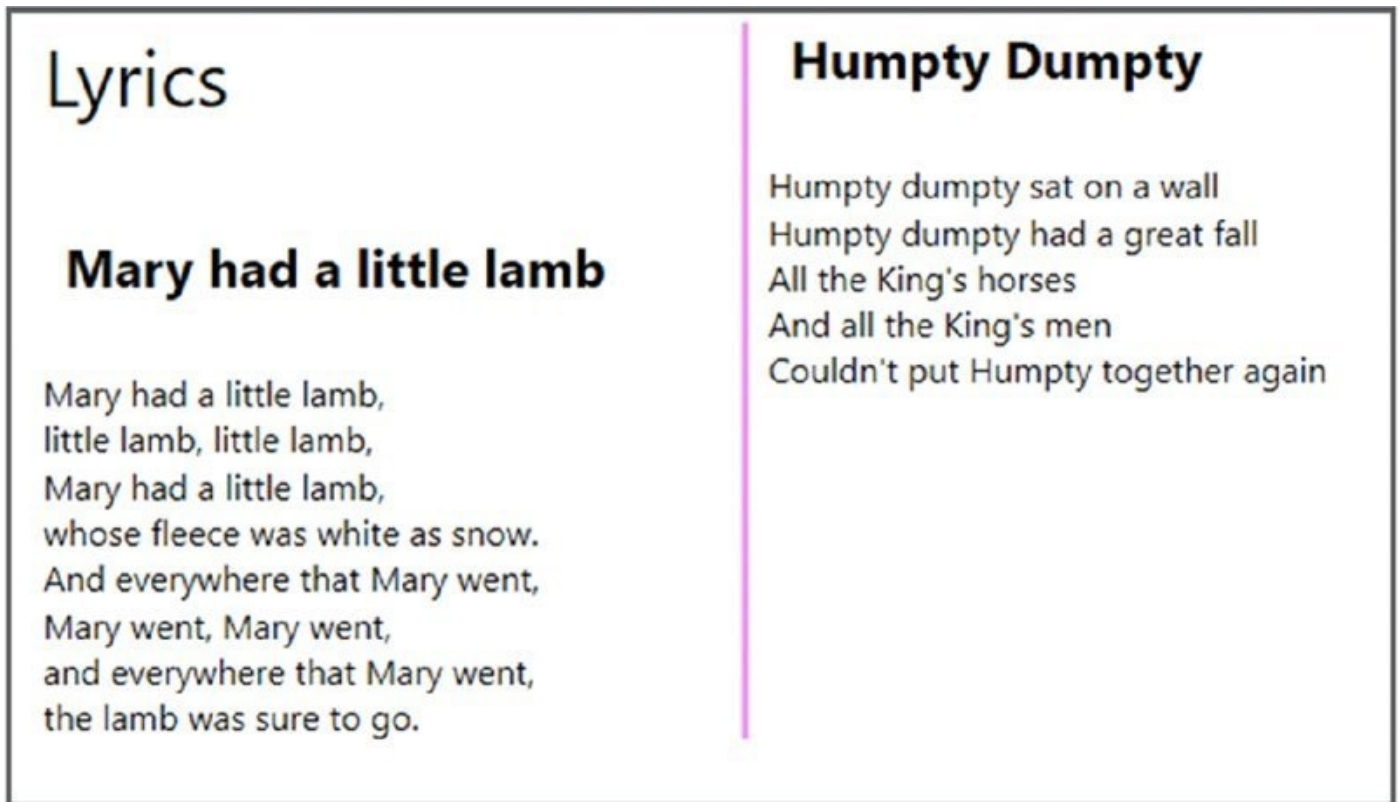 Lyrics
Mary had a little lamb
Mary had a little lamb,
little lamb, little lamb,
Mary had a little lamb,
whose fleece was white as snow.
And everywhere that Mary went,
Mary went, Mary went,
and everywhere that Mary went,
the lamb was sure to go.
Humpty Dumpty
Humpty dumpty sat on a wall
Humpty dumpty had a great fall
All the King's horses
And all the King's men
Couldn't put Humpty together again